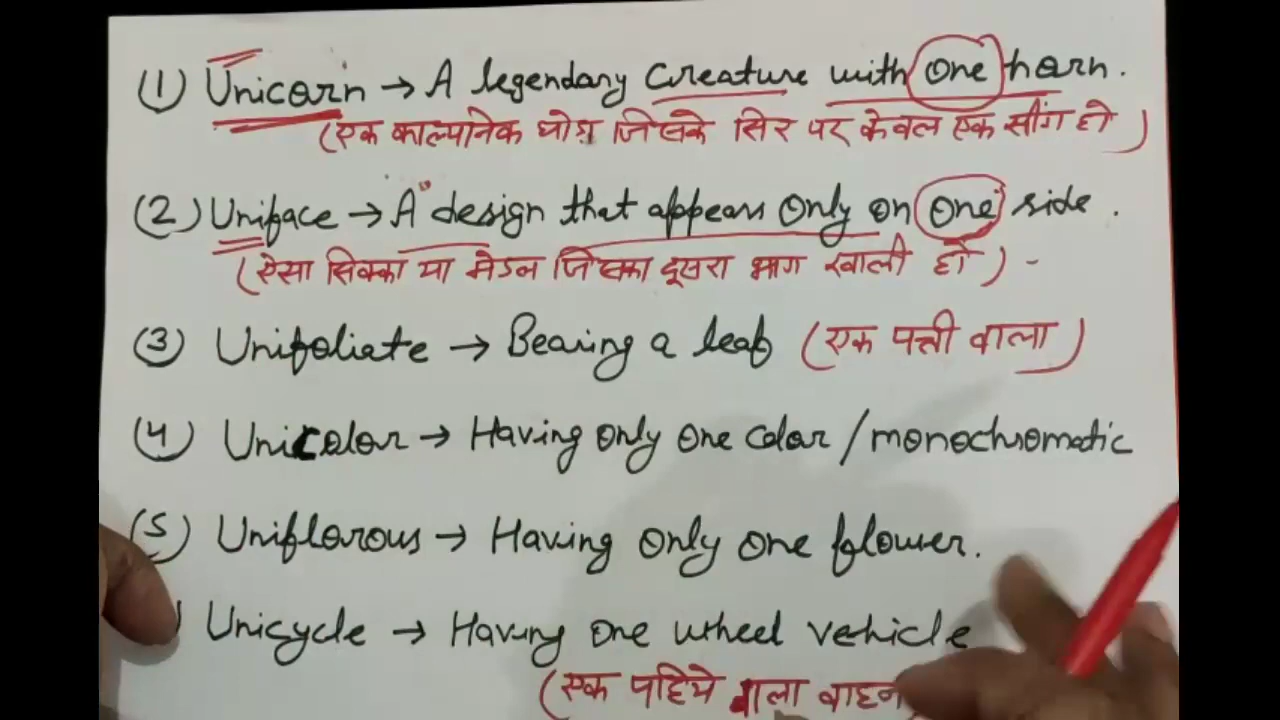 (1) Unicorn → A legendary creature with one horn.
(एक काल्पनिक घोड़ा जिसके सिर पर केवल एक सींग हो)
(2) Uniface → A design that appears only on one side.
(ऐसा सिक्का या मेडल जिसका दूसरा भाग खाली हो)
(3) Unifoliate → Bearing a leaf (एक पत्ती वाला)
(4) Unicolor → Having only one color / monochromatic
(5) Uniflorous → Having only one flower.
) Unicycle → Having one wheel vehicle
(एक पहिये वाला वाहन